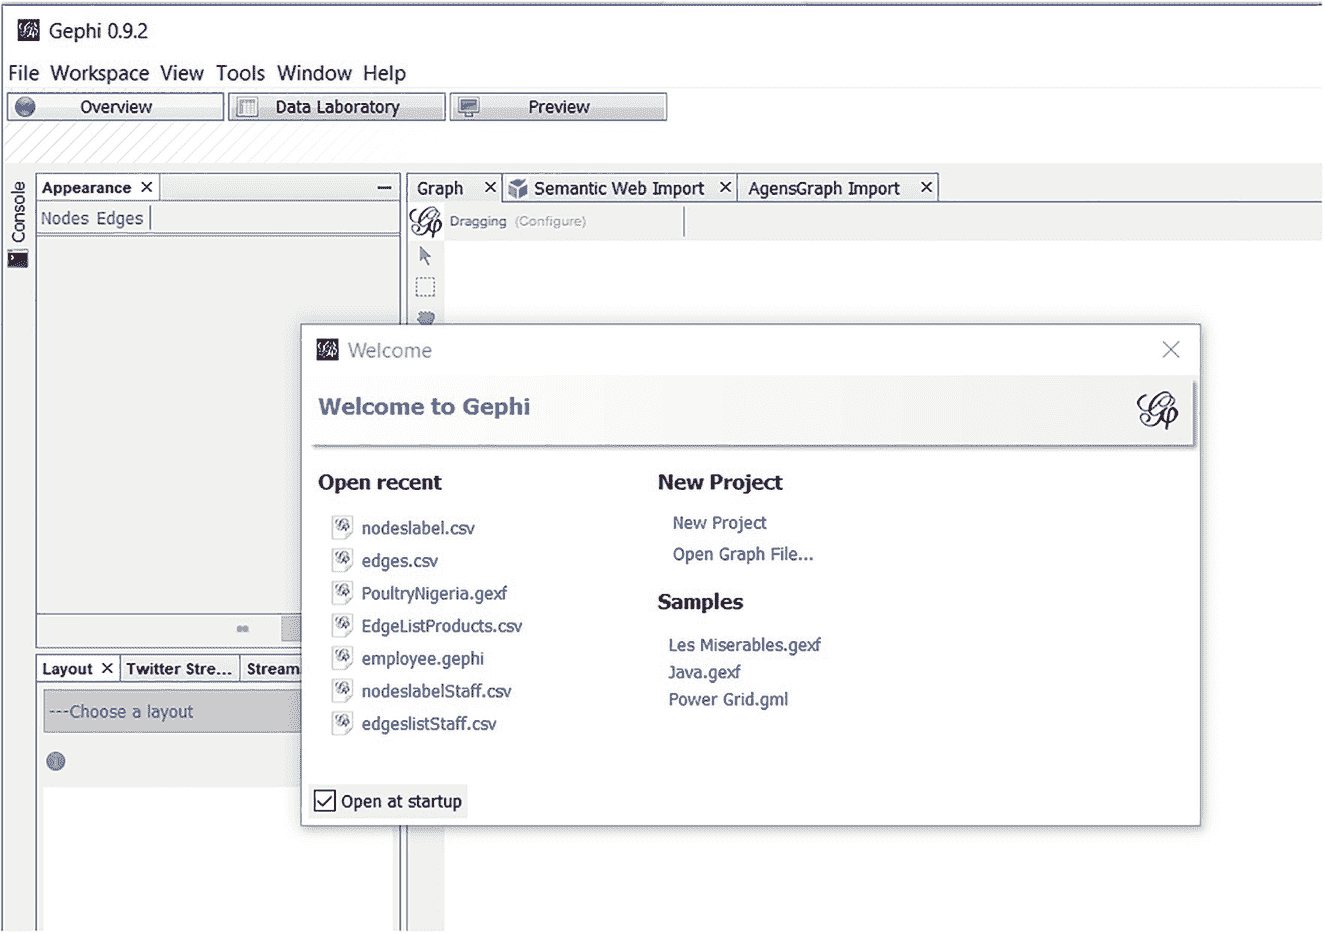 Gephi 0.9.2
File Workspace View Tools Window Help
Overview Data Laboratory Preview
Console
Appearance
Nodes Edges
Graph Semantic Web Import AgensGraph Import
Dragging (Configure)
Welcome
Welcome to Gephi
Open recent
nodeslabel.csv
edges.csv
PoultryNigeria.gexf
EdgeListProducts.csv
employee.gephi
nodeslabelStaff.csv
edgeslistStaff.csv
New Project
New Project
Open Graph File...
Samples
Les Miserables.gexf
Java.gexf
Power Grid.gml
Open at startup
Layout Twitter Stre... Stream
---Choose a layout